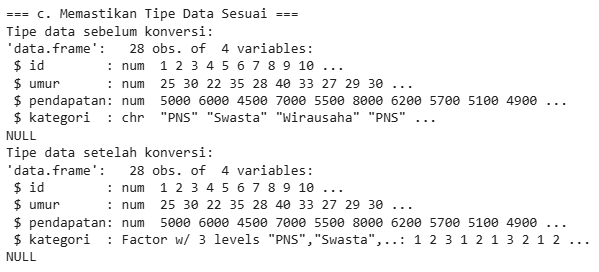 === c. Memastikan Tipe Data Sesuai ===
Tipe data sebelum konversi:
'data.frame':   28 obs. of  4 variables:
 $ id        : num  1 2 3 4 5 6 7 8 9 10 ...
 $ umur      : num  25 30 22 35 28 40 33 27 29 30 ...
 $ pendapatan: num  5000 6000 4500 7000 5500 8000 6200 5700 5100 4900 ...
 $ kategori  : chr  "PNS" "Swasta" "Wirausaha" "PNS" ...
NULL
Tipe data setelah konversi:
'data.frame':   28 obs. of  4 variables:
 $ id        : num  1 2 3 4 5 6 7 8 9 10 ...
 $ umur      : num  25 30 22 35 28 40 33 27 29 30 ...
 $ pendapatan: num  5000 6000 4500 7000 5500 8000 6200 5700 5100 4900 ...
 $ kategori  : Factor w/ 3 levels "PNS","Swasta",..: 1 2 3 1 2 1 3 2 1 2 ...
NULL